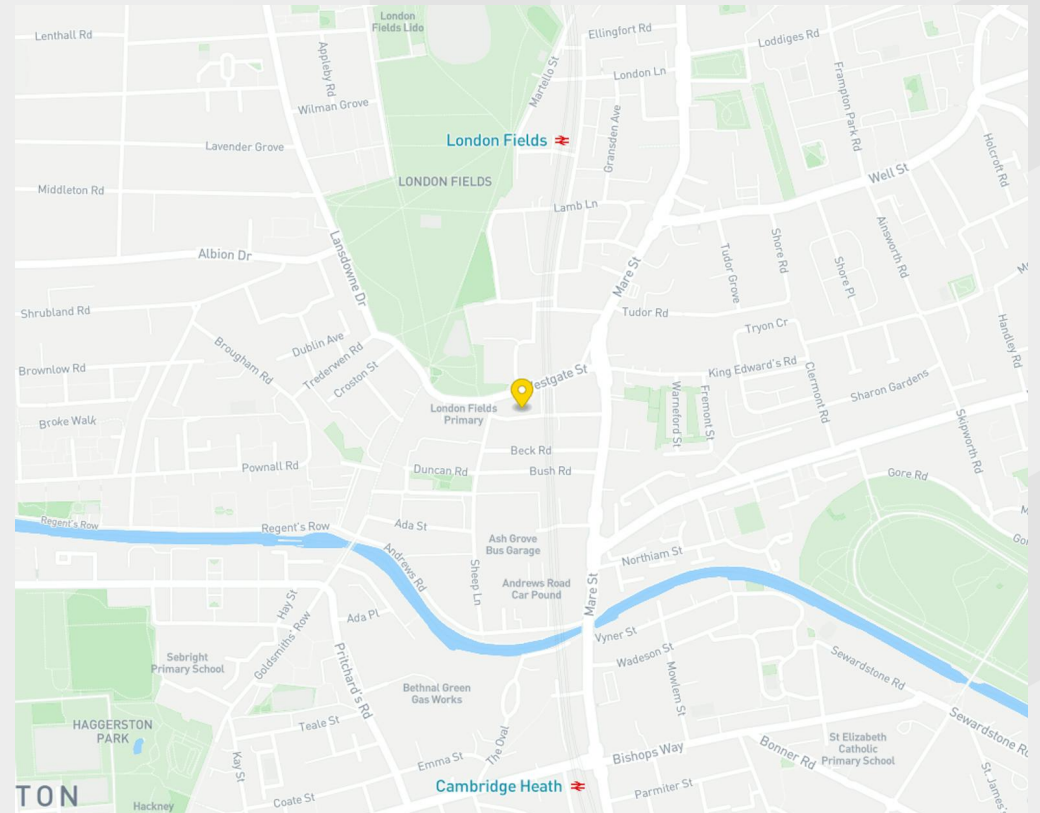 London
Fields Lido
Lenthall Rd
Appleby Rd
Ellingfort Rd
Loddiges Rd
London Ln
Martello St
Frampton Park Rd
Wilman Grove
Gransden Ave
Lavender Grove
London Fields
Holcroft Rd
LONDON FIELDS
Well St
Middleton Rd
Lamb Ln
Albion Dr
Lansdowne Dr
Mare St
Tudor Grove
Shore Rd
Shore Pl
Ainsworth Rd
Shrubland Rd
Tudor Rd
Tryon Cr
Handley Rd
Dublin Ave
Brougham Rd
Trederwen Rd
Croston St
Brownlow Rd
King Edward's Rd
Clermont Rd
Sharon Gardens
estgate St
Warneford St
Fremont St
London Fields
Primary
Broke Walk
Skipworth Rd
Beck Rd
Pownall Rd
Duncan Rd
Bush Rd
Gore Rd
Regent's Row
Regent's Row
Ada St
Ash Grove
Bus Garage
Andrews Rd
Northiam St
Sheep Ln
Andrews Road
Car Pound
Mare St
Hay St
Goldsmiths' Row
Ada Pl
Vyner St
Wadeson St
Sebright
Primary School
Pritchard's Rd
Mowlem St
Sewardstone Rd
Bethnal Green
Gas Works
HAGGERSTON
PARK
Teale St
The Oval
Sewardstone R
Bishops Way
Bonner Rd
St Elizabeth
Catholic
Primary School
Kay St
Emma St
Cambridge Heath
Parmiter St
St. James'
TON
Hackney
Coate St